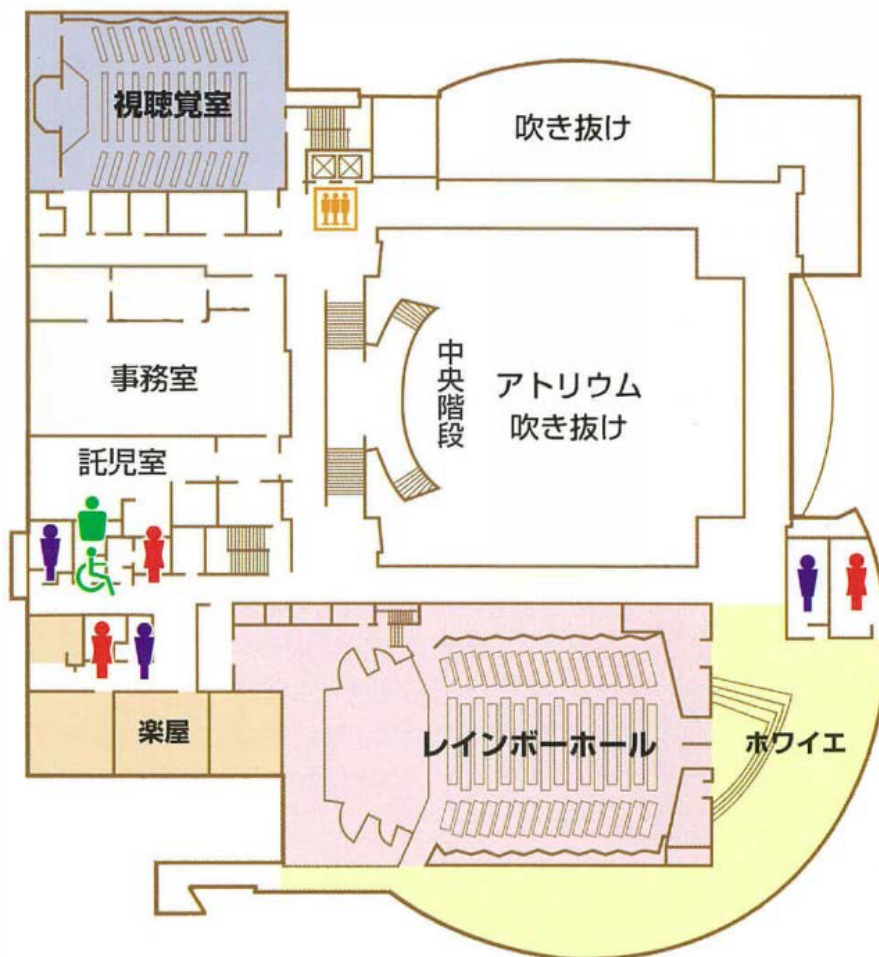 視聴覚室
吹き抜け
事務室
中央階段
アトリウム
吹き抜け
託児室
楽屋
レインボーホール
ホワイエ